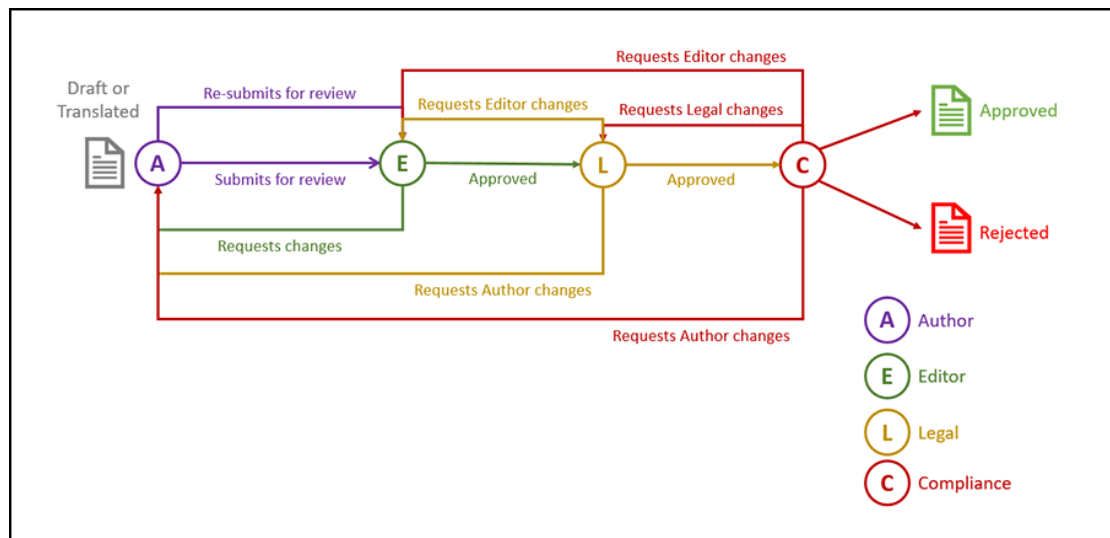 Requests Editor changes
Draft or
Translated
Re-submits for review
Requests Editor changes
Requests Legal changes
Approved
A
E
L
C
Submits for review
Approved
Approved
Requests changes
Rejected
Requests Author changes
Requests Author changes
A Author
E Editor
L Legal
C Compliance